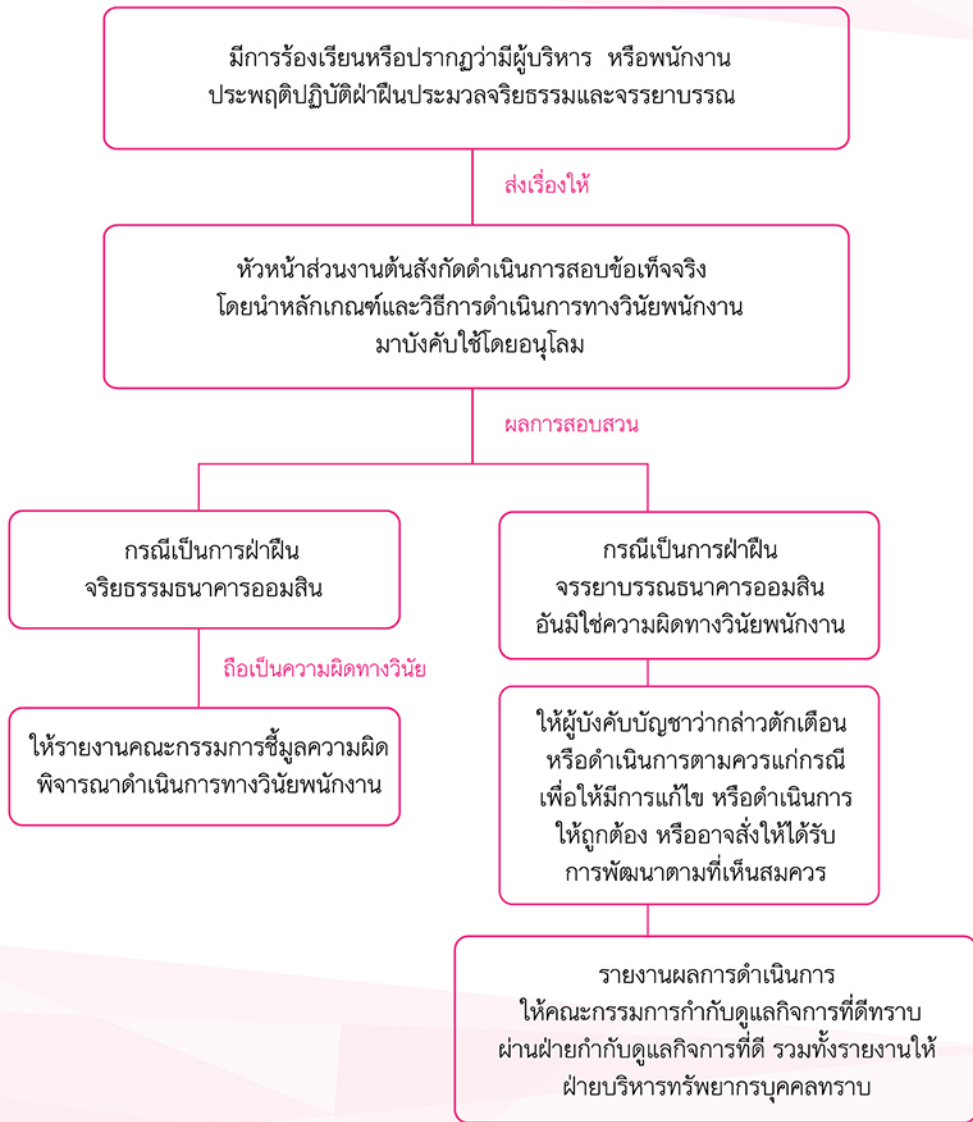 มีการร้องเรียนหรือปรากฏว่ามีผู้บริหาร หรือพนักงาน
ประพฤติปฏิบัติฝ่าฝืนประมวลจริยธรรมและจรรยาบรรณ
ส่งเรื่องให้
หัวหน้าส่วนงานต้นสังกัดดำเนินการสอบข้อเท็จจริง
โดยนำหลักเกณฑ์และวิธีการดำเนินการทางวินัยพนักงาน
มาบังคับใช้โดยอนุโลม
ผลการสอบสวน
กรณีเป็นการฝ่าฝืน
จริยธรรมธนาคารออมสิน
ถือเป็นความผิดทางวินัย
ให้รายงานคณะกรรมการชี้มูลความผิด
พิจารณาดำเนินการทางวินัยพนักงาน
กรณีเป็นการฝ่าฝืน
จรรยาบรรณธนาคารออมสิน
อันมิใช่ความผิดทางวินัยพนักงาน
ให้ผู้บังคับบัญชาว่ากล่าวตักเตือน
หรือดำเนินการตามควรแก่กรณี
เพื่อให้มีการแก้ไข หรือดำเนินการ
ให้ถูกต้อง หรืออาจสั่งให้ได้รับ
การพัฒนาตามที่เห็นสมควร
รายงานผลการดำเนินการ
ให้คณะกรรมการกำกับดูแลกิจการที่ดีทราบ
ผ่านฝ่ายกำกับดูแลกิจการที่ดี รวมทั้งรายงานให้
ฝ่ายบริหารทรัพยากรบุคคลทราบ